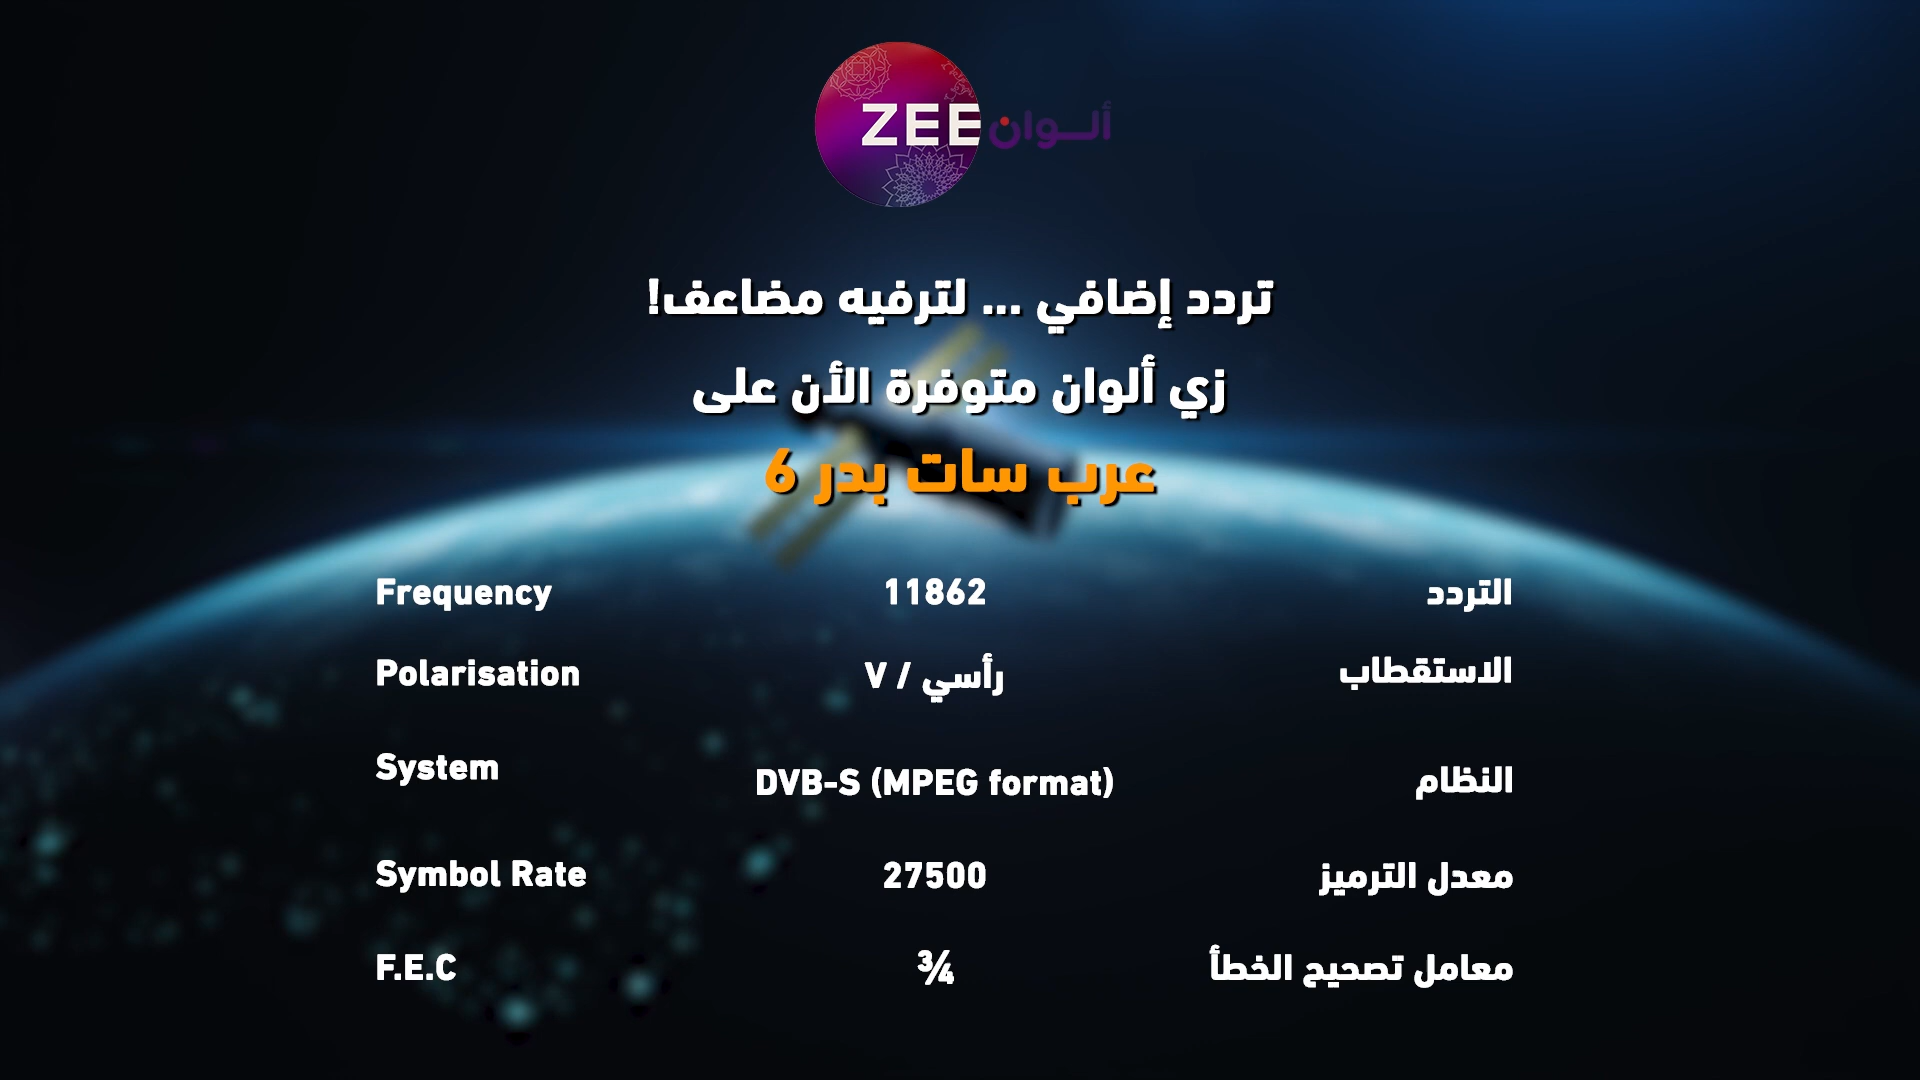 ZEE ألوان
تردد إضافي ... لترفيه مضاعف!
زي ألوان متوفرة الأن على
عرب سات بدر 6
Frequency 11862 التردد
Polarisation رأسي / V الاستقطاب
System DVB-S (MPEG format) النظام
Symbol Rate 27500 معدل الترميز
F.E.C ¾ معامل تصحيح الخطأ